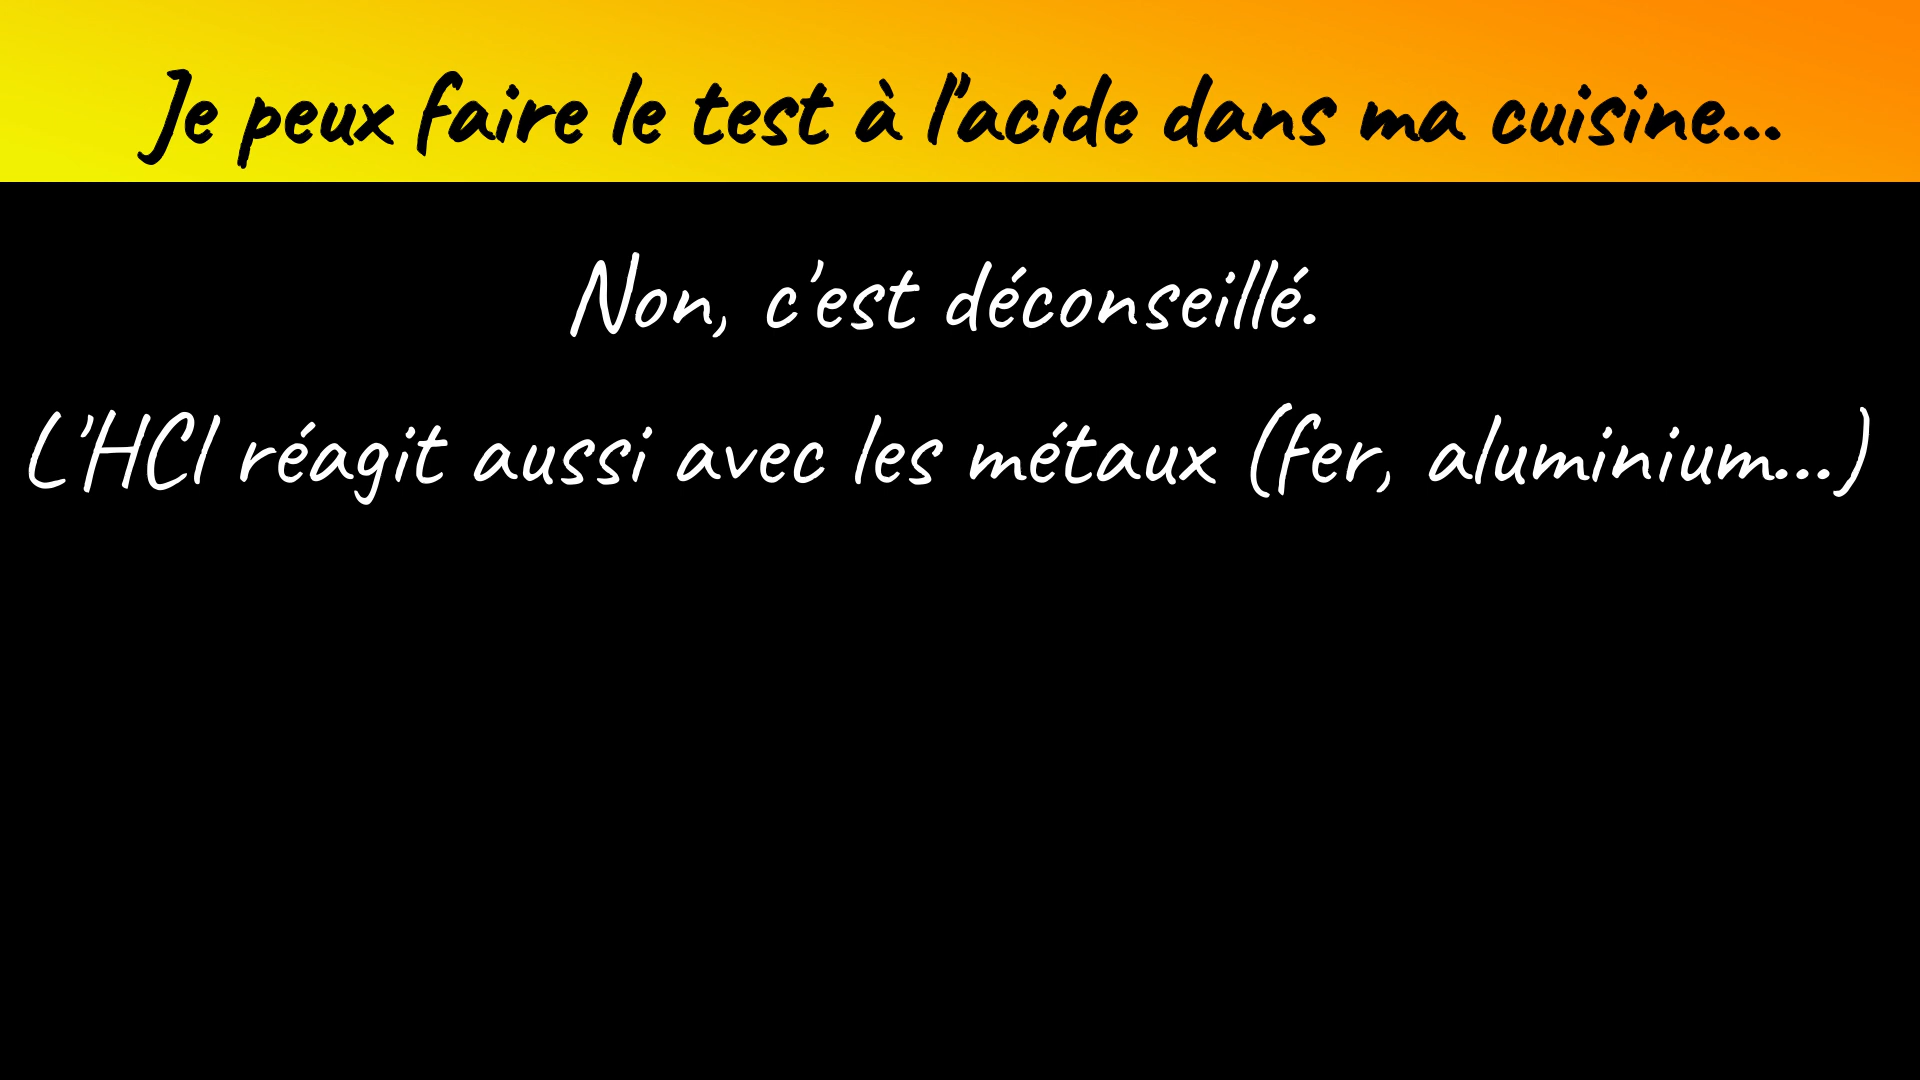 Je peux faire le test à l'acide dans ma cuisine...
Non, c'est déconseillé.
L'HCl réagit aussi avec les métaux (fer, aluminium...)